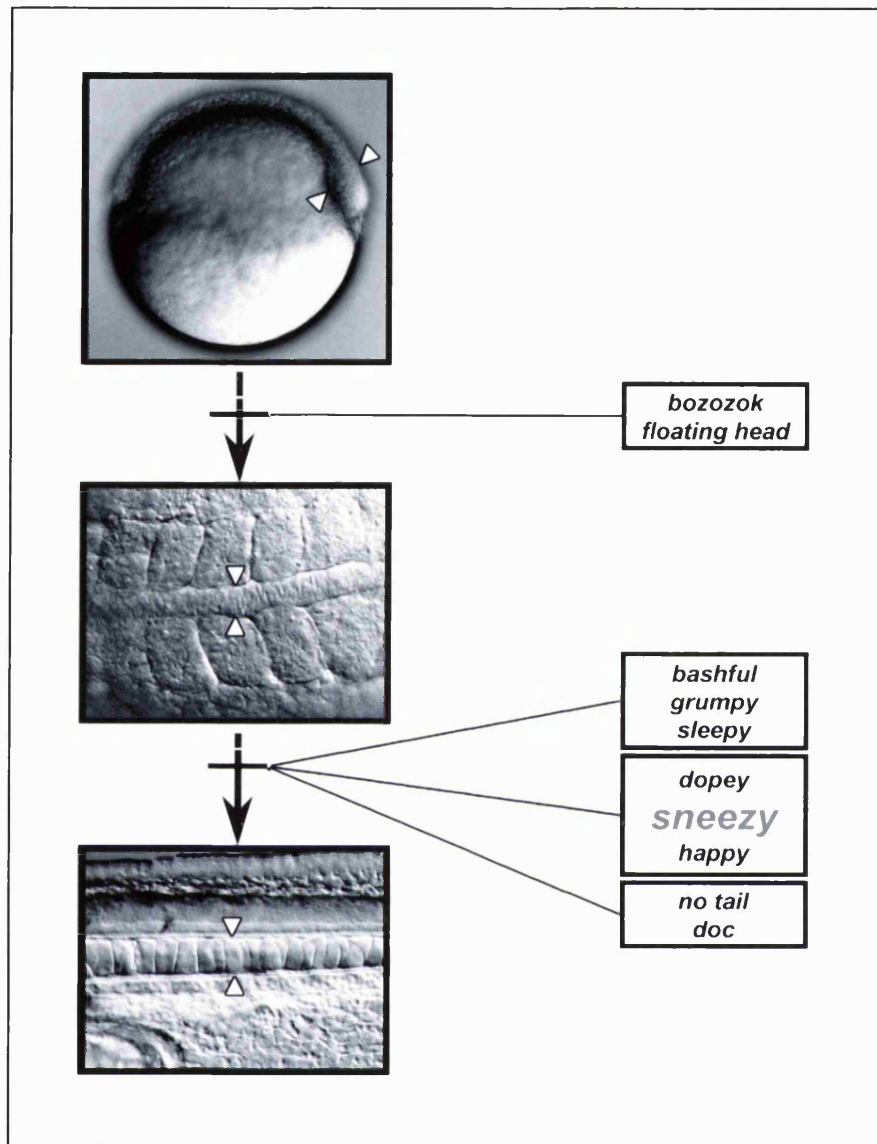 bozozok
floating head
bashful
grumpy
sleepy
dopey
sneezy
happy
no tail
doc